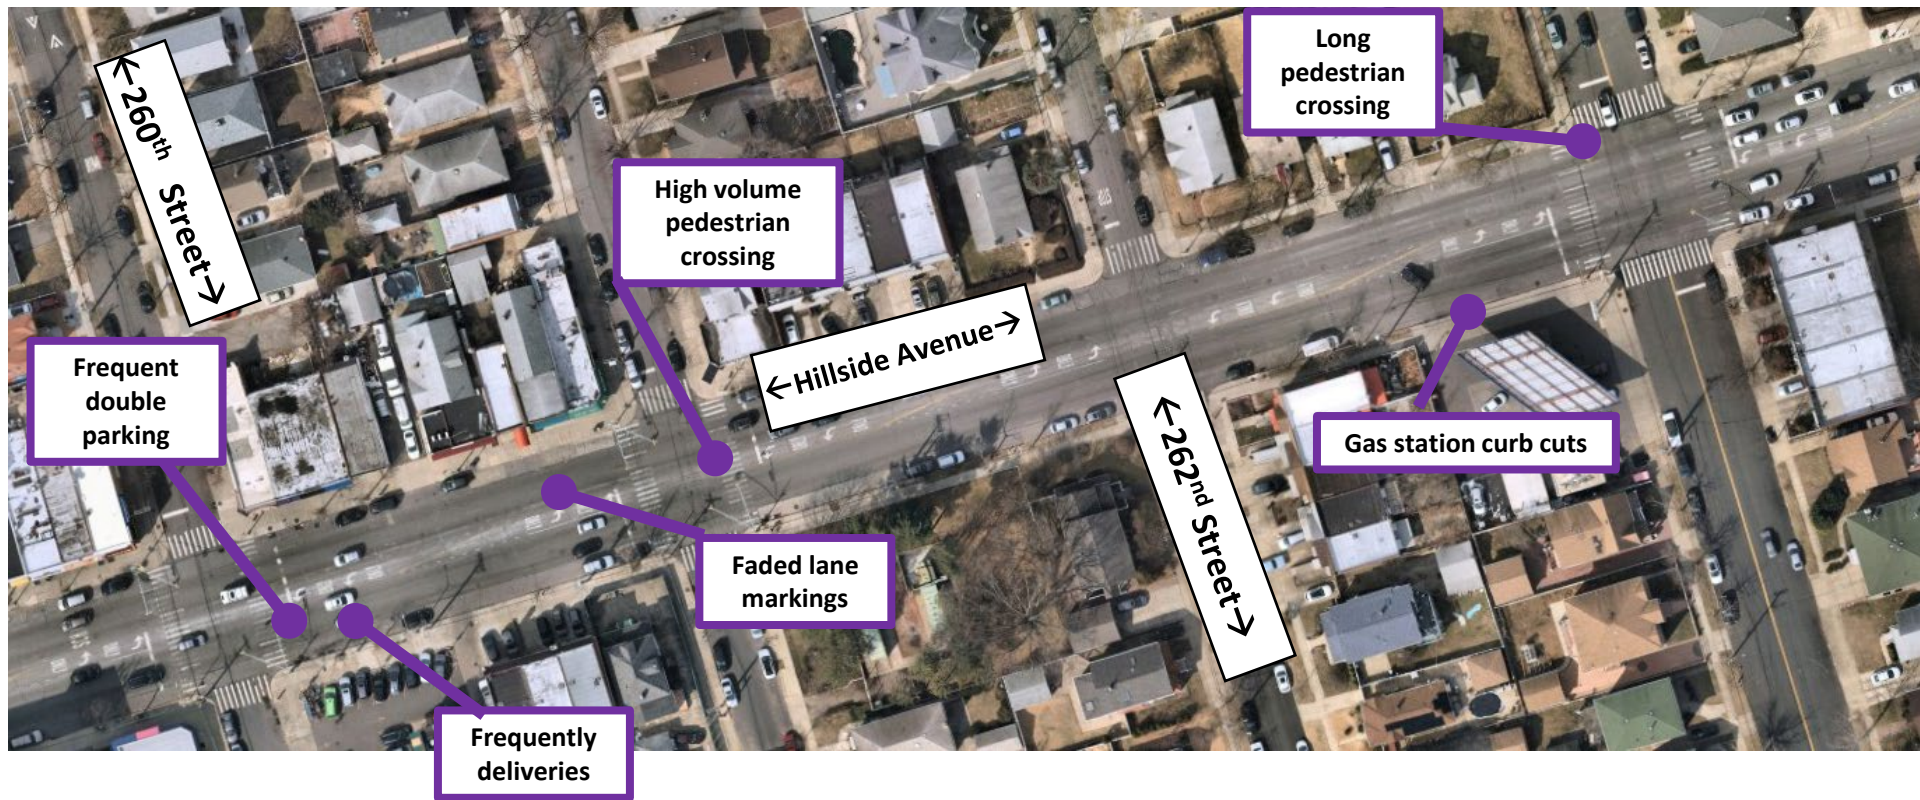 ←260th Street→
Long
pedestrian
crossing
High volume
pedestrian
crossing
←Hillside Avenue→
Frequent
double
parking
←262nd Street→
Gas station curb cuts
Faded lane
markings
Frequently
deliveries